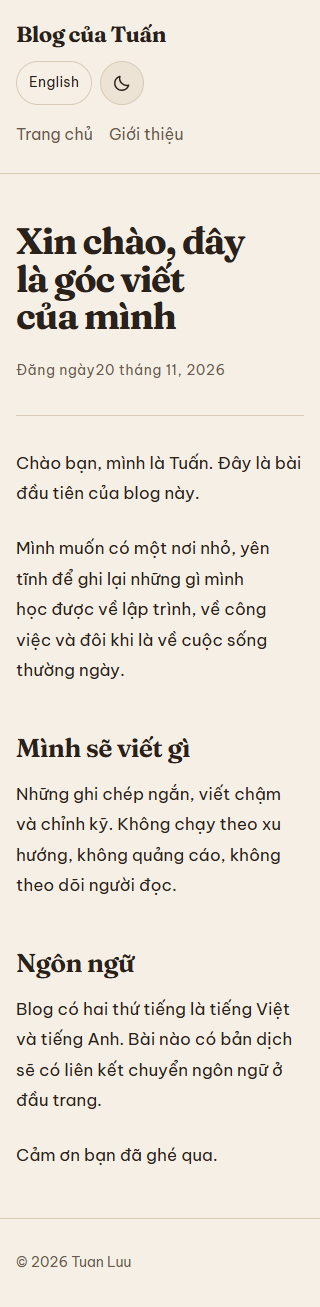 Blog của Tuấn
English
Trang chủ Giới thiệu
Xin chào, đây
là góc viết
của mình
Đăng ngày20 tháng 11, 2026
Chào bạn, mình là Tuấn. Đây là bài
đầu tiên của blog này.
Mình muốn có một nơi nhỏ, yên
tĩnh để ghi lại những gì mình
học được về lập trình, về công
việc và đôi khi là về cuộc sống
thường ngày.
Mình sẽ viết gì
Những ghi chép ngắn, viết chậm
và chỉnh kỹ. Không chạy theo xu
hướng, không quảng cáo, không
theo dõi người đọc.
Ngôn ngữ
Blog có hai thứ tiếng là tiếng Việt
và tiếng Anh. Bài nào có bản dịch
sẽ có liên kết chuyển ngôn ngữ ở
đầu trang.
Cảm ơn bạn đã ghé qua.
© 2026 Tuan Luu